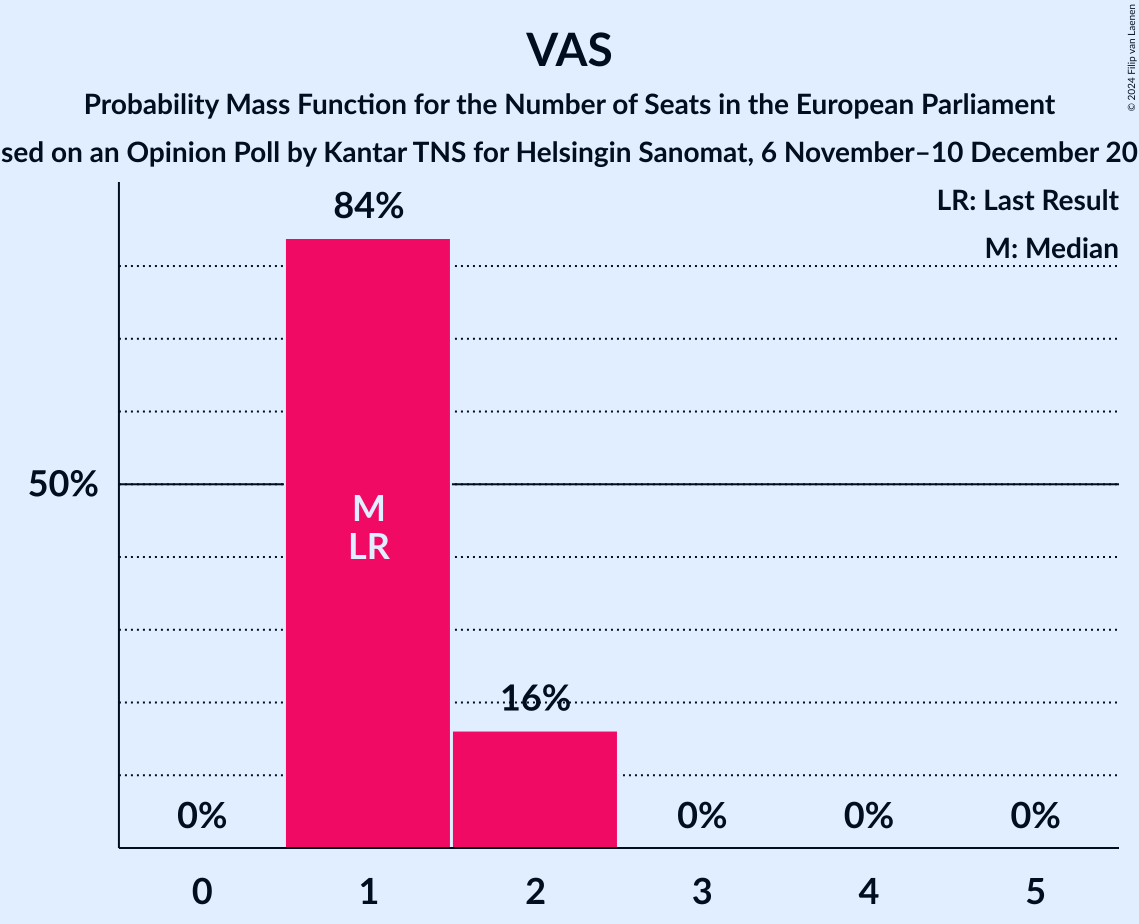 VAS
Probability Mass Function for the Number of Seats in the European Parliament
sed on an Opinion Poll by Kantar TNS for Helsingin Sanomat, 6 November–10 December 20
© 2024 Filip van Laenen
LR: Last Result
M: Median
84%
50%
M
LR
16%
0%
0%
0%
0%
0
1
2
3
4
5